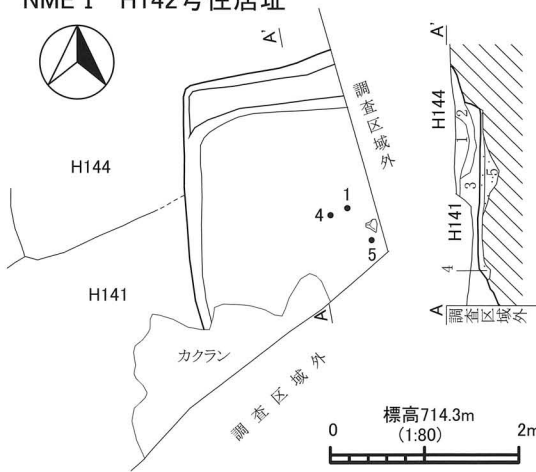 NME I H142号住居址
A'
A'
H144
H144
調査区域外
1
4
5
H141
H141
1
2
3
5
4
カクラン
A
A
調査区域外
調査区域外
標高714.3m
(1:80)
0 2m